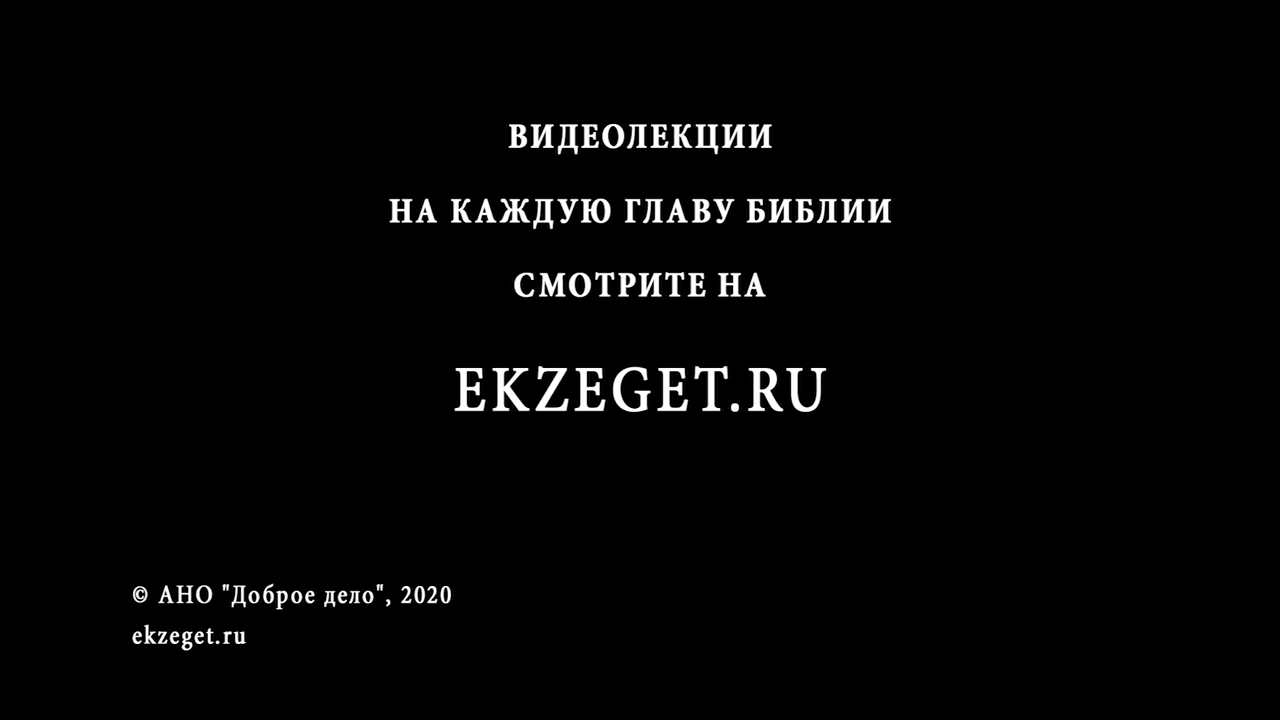 ВИДЕОЛЕКЦИИ
НА КАЖДУЮ ГЛАВУ БИБЛИИ
СМОТРИТЕ НА
EKZEGET.RU
© АНО "Доброе дело", 2020
ekzeget.ru